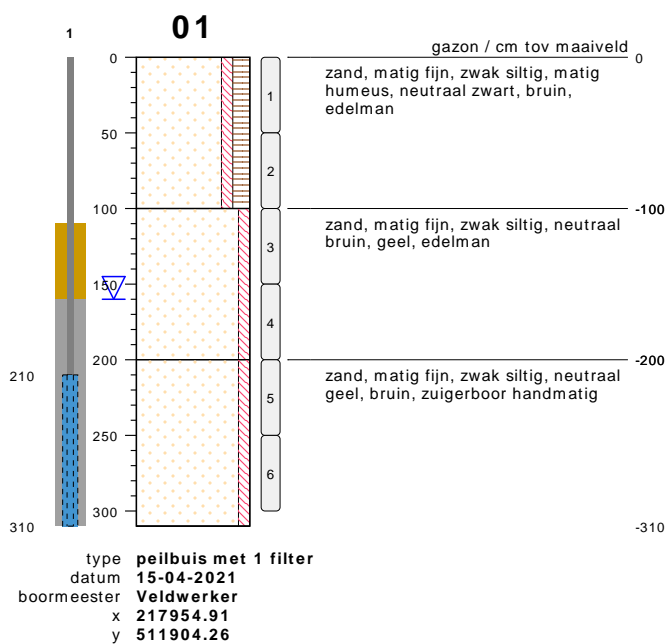 01
1
gazon / cm tov maaiveld
0
0
zand, matig fijn, zwak siltig, matig
humeus, neutraal zwart, bruin,
edelman
1
50
2
100
-100
zand, matig fijn, zwak siltig, neutraal
bruin, geel, edelman
3
150
4
200
-200
zand, matig fijn, zwak siltig, neutraal
geel, bruin, zuigerboor handmatig
210
5
250
6
300
310
-310
type peilbuis met 1 filter
datum 15-04-2021
boormeester Veldwerker
x 217954.91
y 511904.26